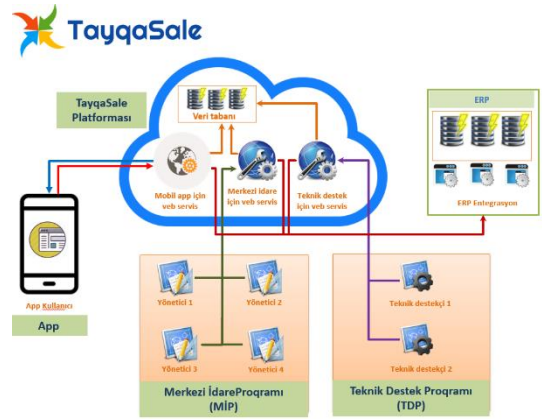 TayqaSale
TayqaSale
Platforması
Veri tabanı
Mobil app için
veb servis
Merkezi idare
için veb servis
Teknik destek
için veb servis
ERP
ERP Entegrasyon
App Kullanıcı
App
Yönetici 1
Yönetici 2
Yönetici 3
Yönetici 4
Merkezi İdareProqramı
(MİP)
Teknik destekçi 1
Teknik destekçi 2
Teknik Destek Proqramı
(TDP)